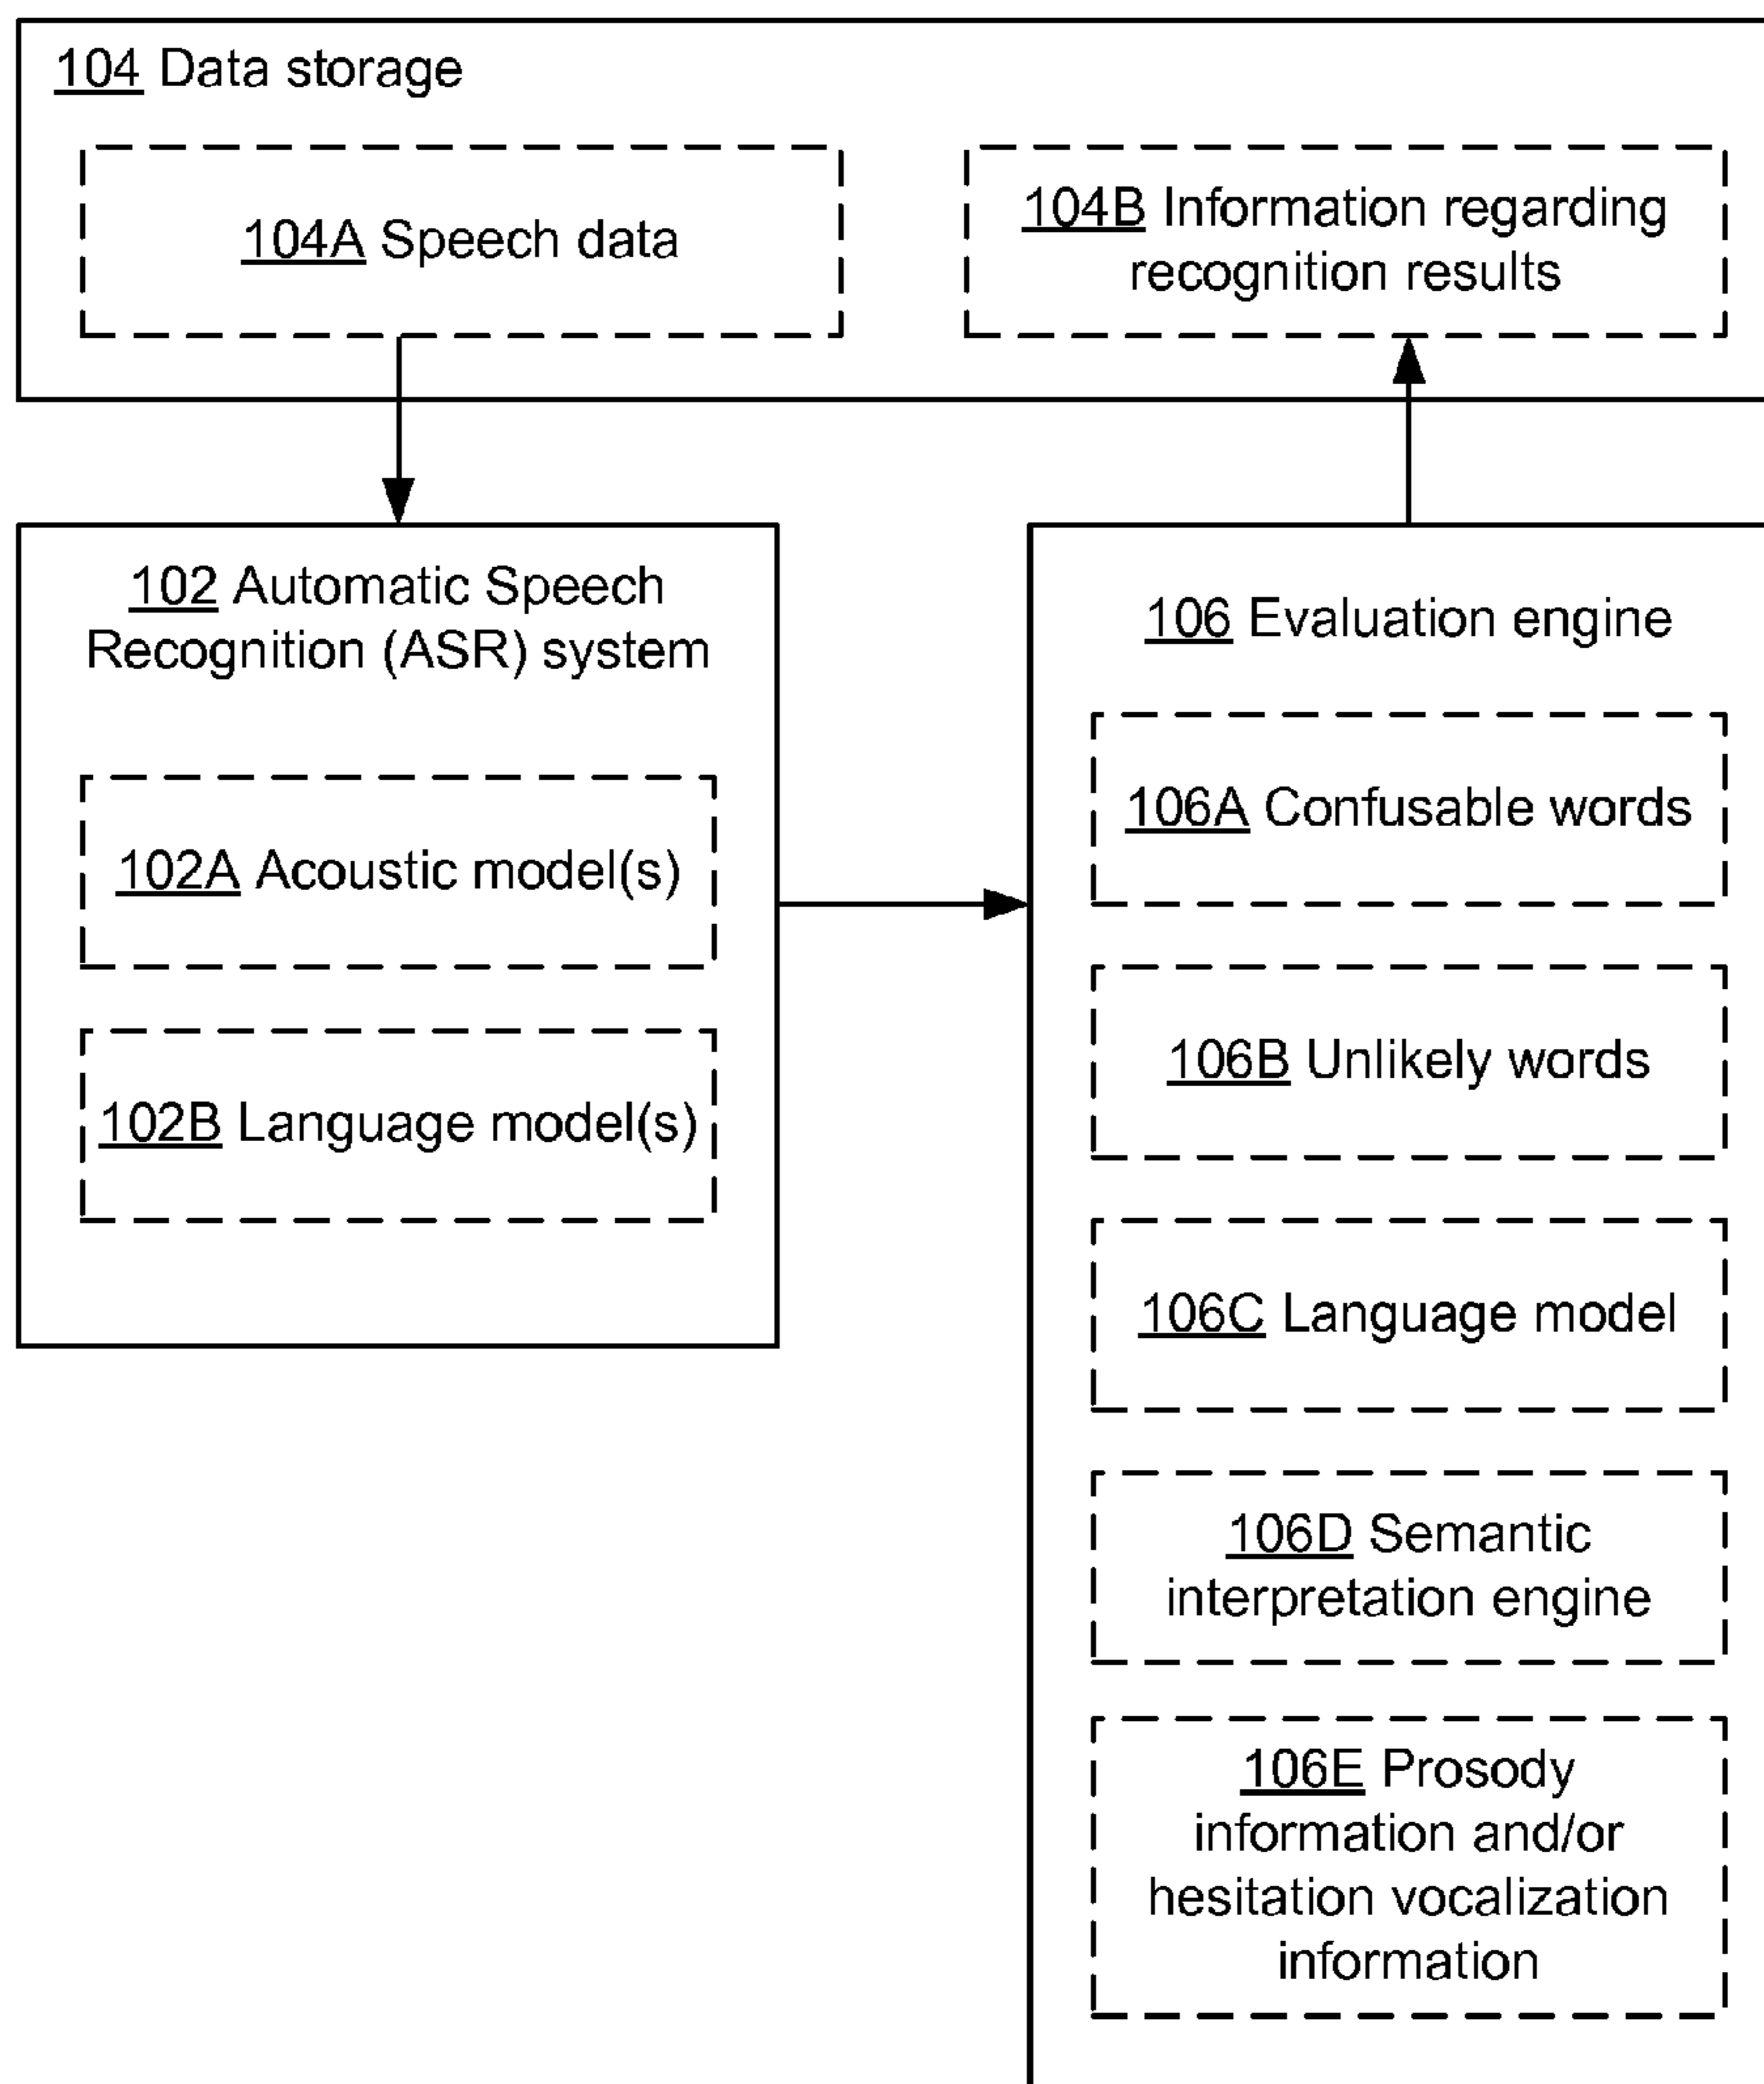 104 Data storage
104A Speech data
104B Information regarding
recognition results
102 Automatic Speech
Recognition (ASR) system
102A Acoustic model(s)
102B Language model(s)
106 Evaluation engine
106A Confusable words
106B Unlikely words
106C Language model
106D Semantic
interpretation engine
106E Prosody
information and/or
hesitation vocalization
information